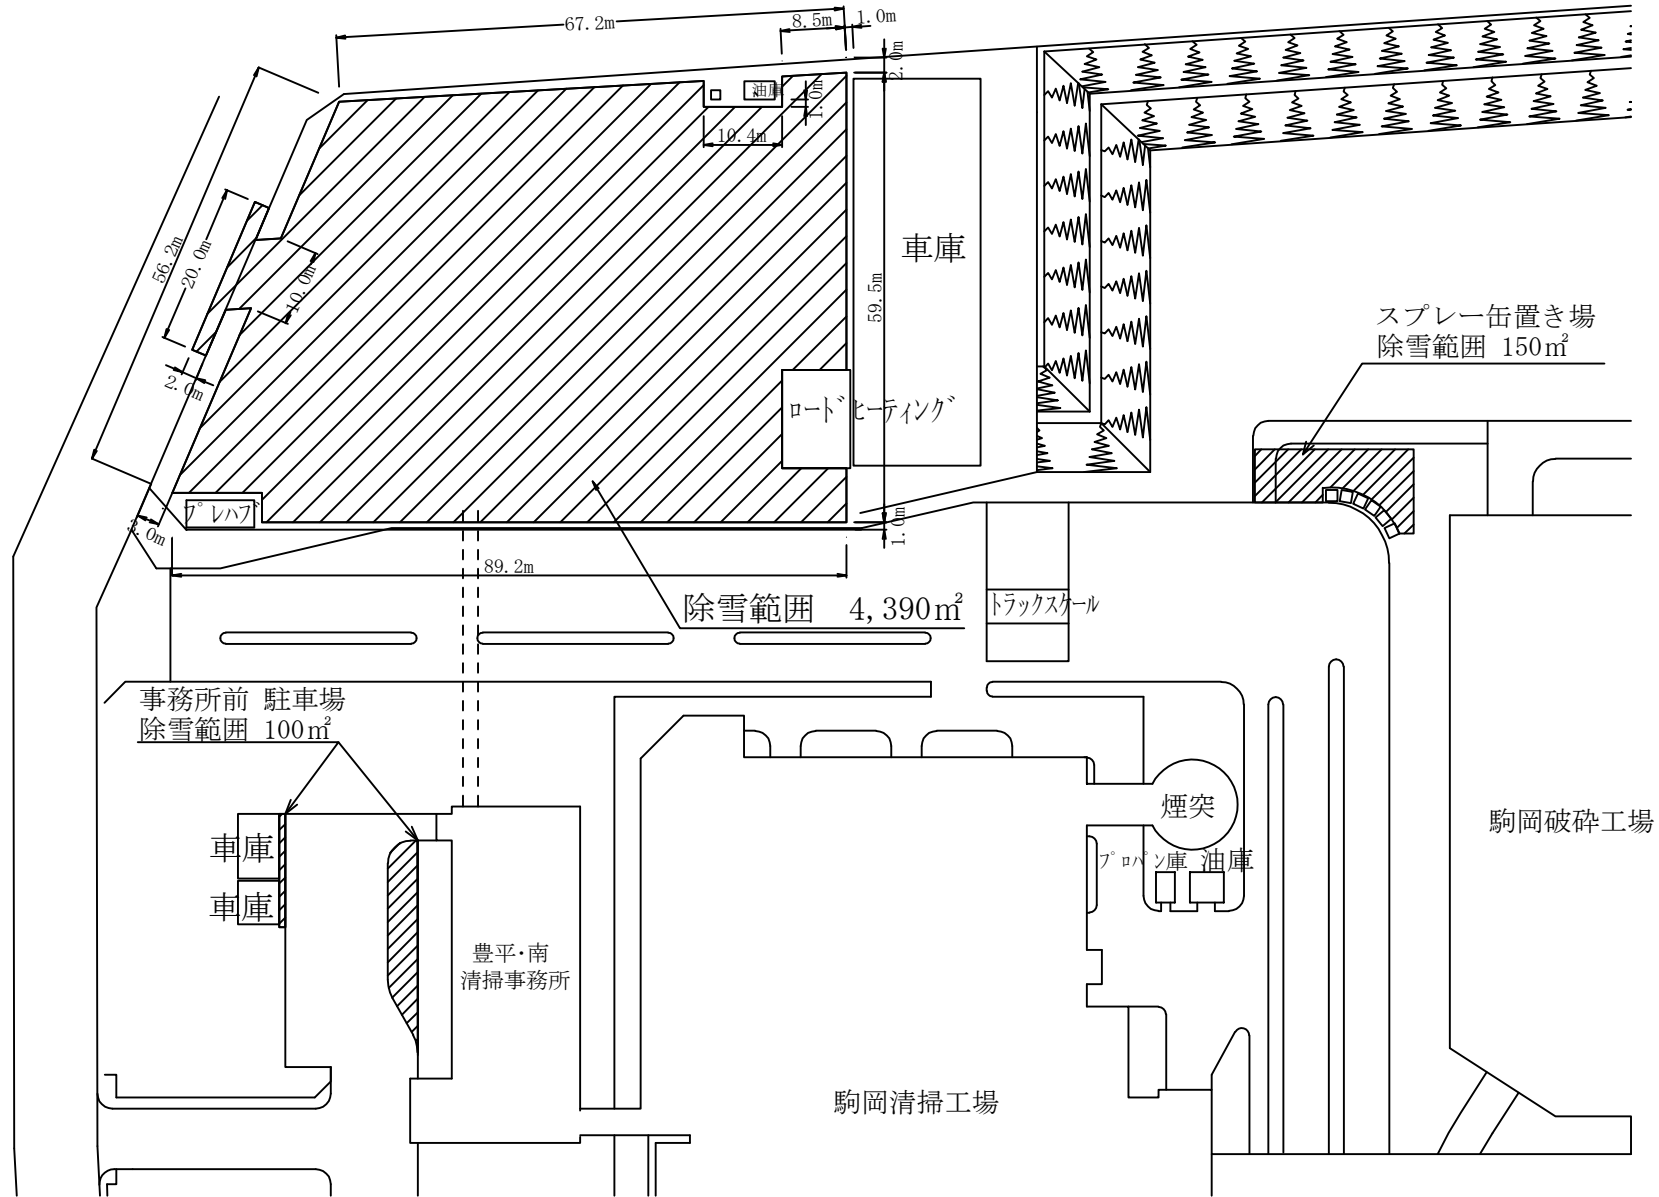 67.2m
8.5m
1.0m
2.0m
油庫
1.0m
10.4m
車庫
56.2m
20.0m
10.0m
59.5m
2.0m
スプレー缶置き場
除雪範囲 150㎡
ロードヒーティング
プレハブ
3.0m
1.0m
89.2m
除雪範囲 4,390㎡
トラックスケール
事務所前 駐車場
除雪範囲 100㎡
煙突
駒岡破砕工場
車庫
プロパン庫 油庫
車庫
豊平・南
清掃事務所
駒岡清掃工場